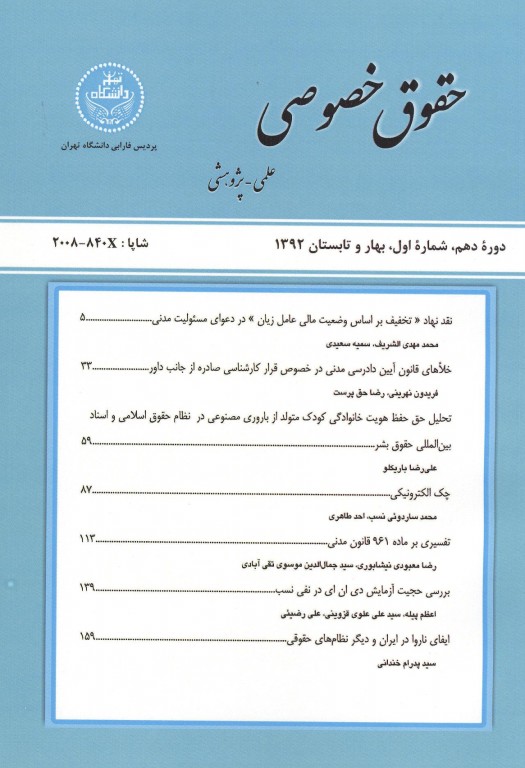 حقوق خصوصی
علمی - پژوهشی
دانشگاه
تهران
پردیس فارابی دانشگاه تهران
دورهٔ دهم، شمارهٔ اول، بهار و تابستان ۱۳۹۲
شاپا: ۲۰۰۸-۸۴۰X
نقد نهاد « تخفیف بر اساس وضعیت مالی عامل زیان » در دعوای مسئولیت مدنی............................۵
محمد مهدی الشریف، سمیه سعیدی
خلأهای قانون آیین دادرسی مدنی در خصوص قرار کارشناسی صادره از جانب داور.......................۳۳
فریدون نهرینی، رضا حق پرست
تحلیل حق حفظ هویت خانوادگی کودک متولد از باروری مصنوعی در نظام حقوق اسلامی و اسناد
بین‌المللی حقوق بشر.......................................................................................۵۹
علی‌رضا باریکلو
چک الکترونیکی...............................................................................................۸۷
محمد ساردوئی نسب، احد طاهری
تفسیری بر ماده ۹۶۱ قانون مدنی.......................................................................۱۱۳
رضا معبودی نیشابوری، سید جمال‌الدین موسوی تقی آبادی
بررسی حجیت آزمایش دی ان ای در نفی نسب.....................................................۱۳۹
اعظم پیله، سید علی علوی قزوینی، علی رضیئی
ایفای ناروا در ایران و دیگر نظام‌های حقوقی.........................................................۱۵۹
سید پدرام خندانی